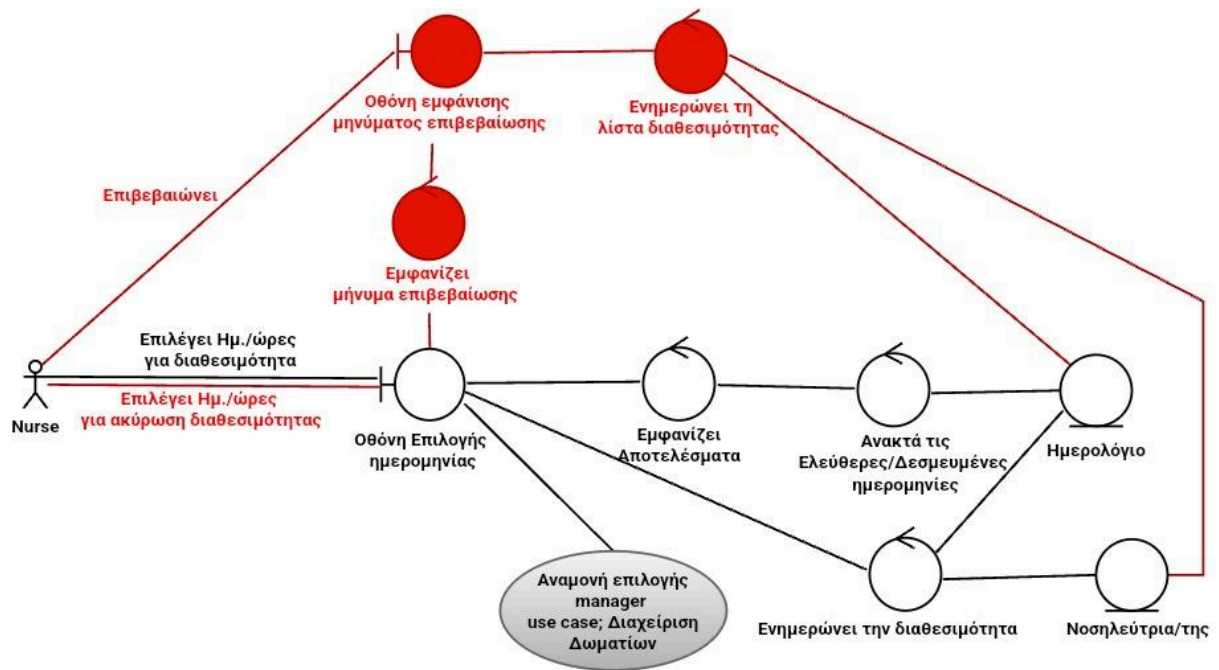 Οθόνη εμφάνισης
μηνύματος επιβεβαίωσης
Ενημερώνει τη
λίστα διαθεσιμότητας
Επιβεβαιώνει
Εμφανίζει
μήνυμα επιβεβαίωσης
Επιλέγει Ημ./ώρες
για διαθεσιμότητα
Επιλέγει Ημ./ώρες
για ακύρωση διαθεσιμότητας
Nurse
Οθόνη Επιλογής
ημερομηνίας
Εμφανίζει
Αποτελέσματα
Ανακτά τις
Ελεύθερες/Δεσμευμένες
ημερομηνίες
Ημερολόγιο
Αναμονή επιλογής
manager
use case; Διαχείριση
Δωματίων
Ενημερώνει την διαθεσιμότητα
Νοσηλεύτρια/της